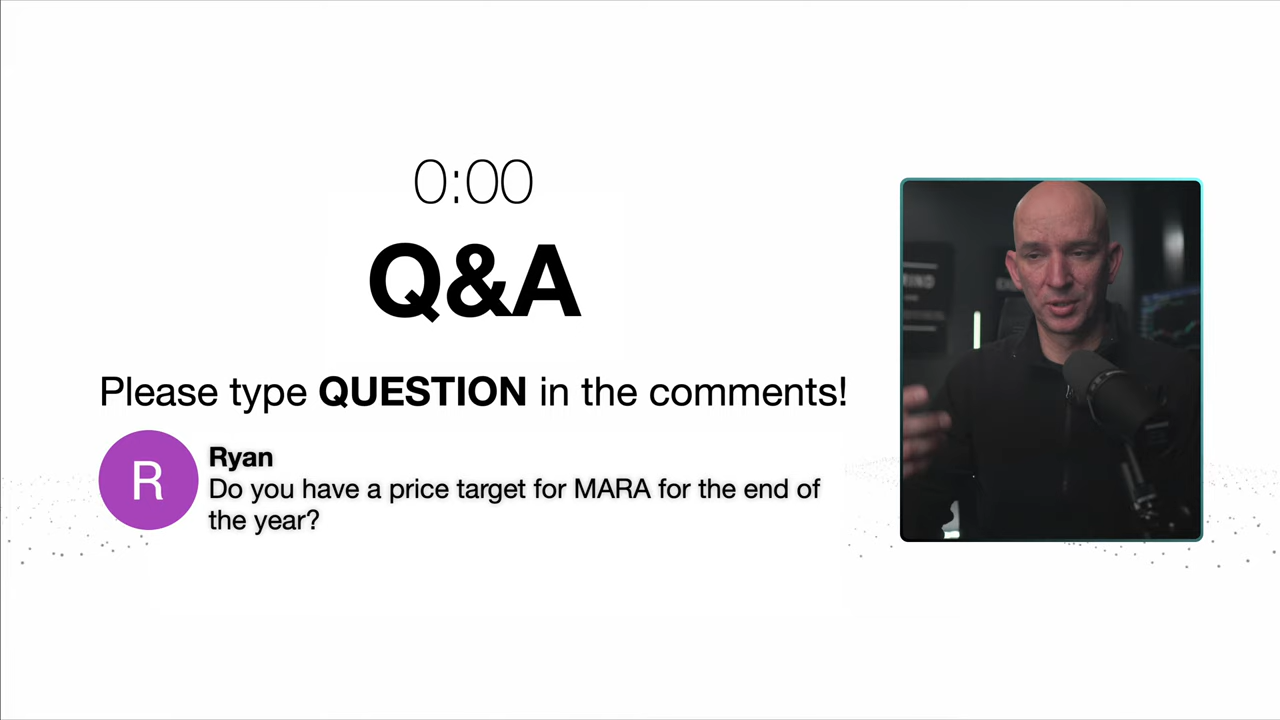 0:00
Q&A
Please type QUESTION in the comments!
R
Ryan
Do you have a price target for MARA for the end of
the year?